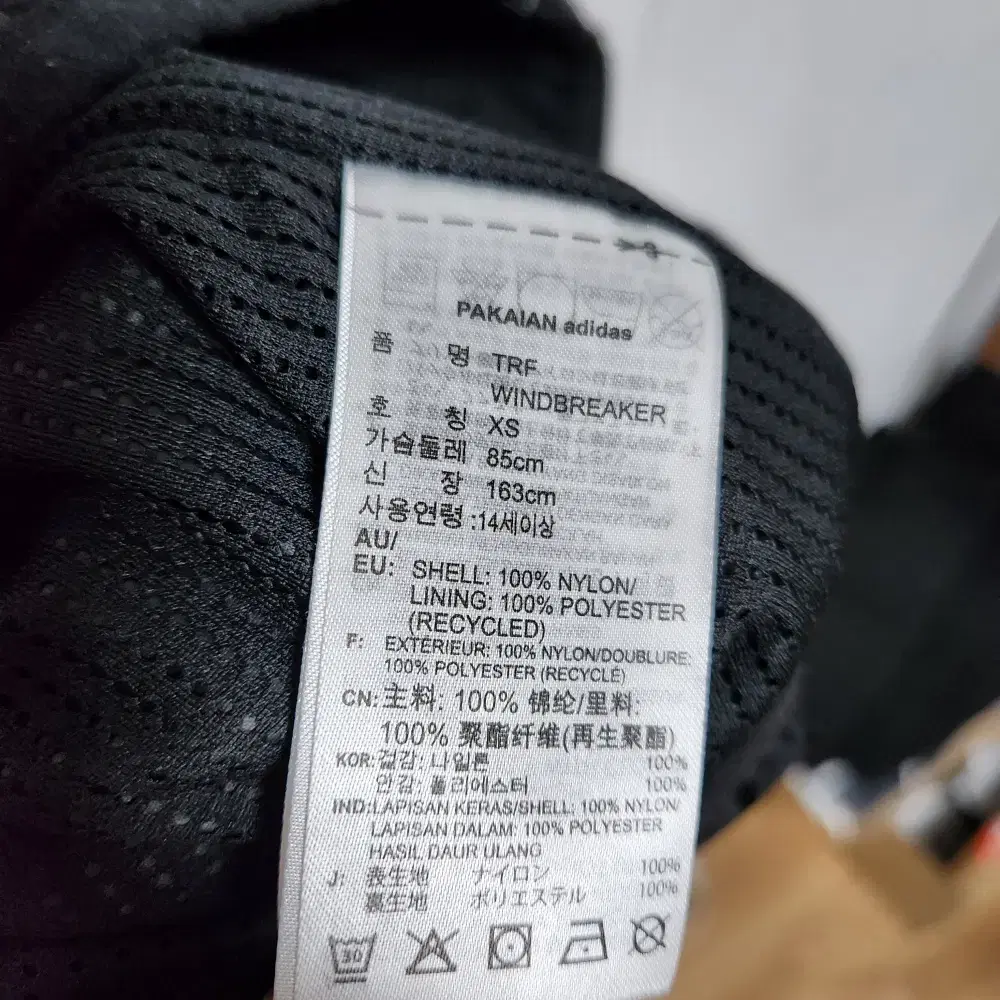 PAKAIAN adidas
품 명 TRF
WINDBREAKER
호 칭 XS
가슴둘레 85cm
신 장 163cm
사용연령 :14세이상
AU/
EU: SHELL: 100% NYLON/
LINING: 100% POLYESTER
(RECYCLED)
F: EXTERIEUR: 100% NYLON/DOUBLURE:
100% POLYESTER (RECYCLÉ)
CN: 主料: 100% 锦纶/里料:
100% 聚酯纤维(再生聚酯)
KOR: 겉감: 나일론 100%
안감: 폴리에스터 100%
IND:LAPISAN KERAS/SHELL: 100% NYLON/
LAPISAN DALAM: 100% POLYESTER
HASIL DAUR ULANG
J: 表生地 ナイロン 100%
裏生地 ポリエステル 100%
30